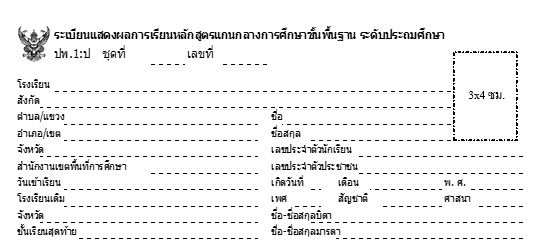 ระเบียนแสดงผลการเรียนหลักสูตรแกนกลางการศึกษาขั้นพื้นฐาน ระดับประถมศึกษา
ปพ.1:ป ชุดที่ เลขที่
3x4 ซม.
โรงเรียน
สังกัด
ตำบล/แขวง ชื่อ
อำเภอ/เขต ชื่อสกุล
จังหวัด เลขประจำตัวนักเรียน
สำนักงานเขตพื้นที่การศึกษา เลขประจำตัวประชาชน
วันเข้าเรียน เกิดวันที่ เดือน พ. ศ.
โรงเรียนเดิม เพศ สัญชาติ ศาสนา
จังหวัด ชื่อ-ชื่อสกุลบิดา
ชั้นเรียนสุดท้าย ชื่อ-ชื่อสกุลมารดา